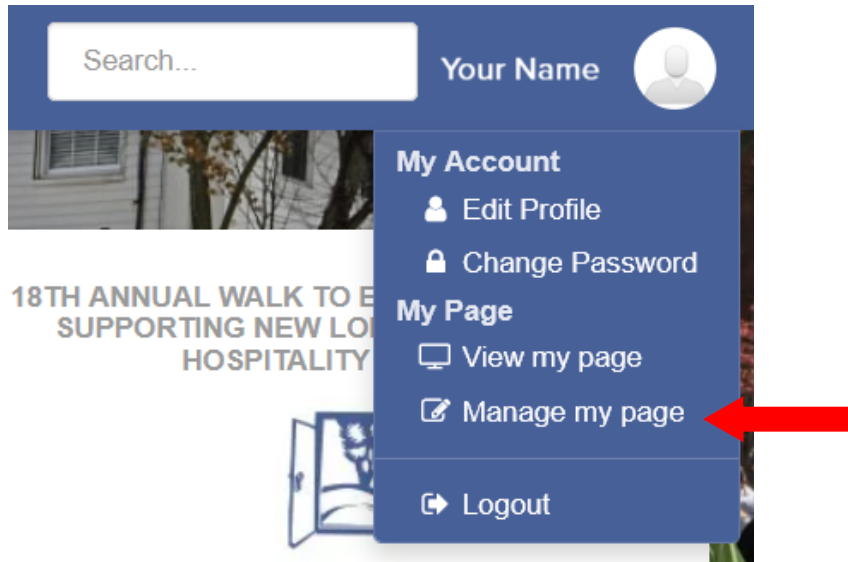 Search...
Your Name
My Account
Edit Profile
Change Password
My Page
View my page
Manage my page
Logout
18TH ANNUAL WALK TO
SUPPORTING NEW
HOSPITALITY